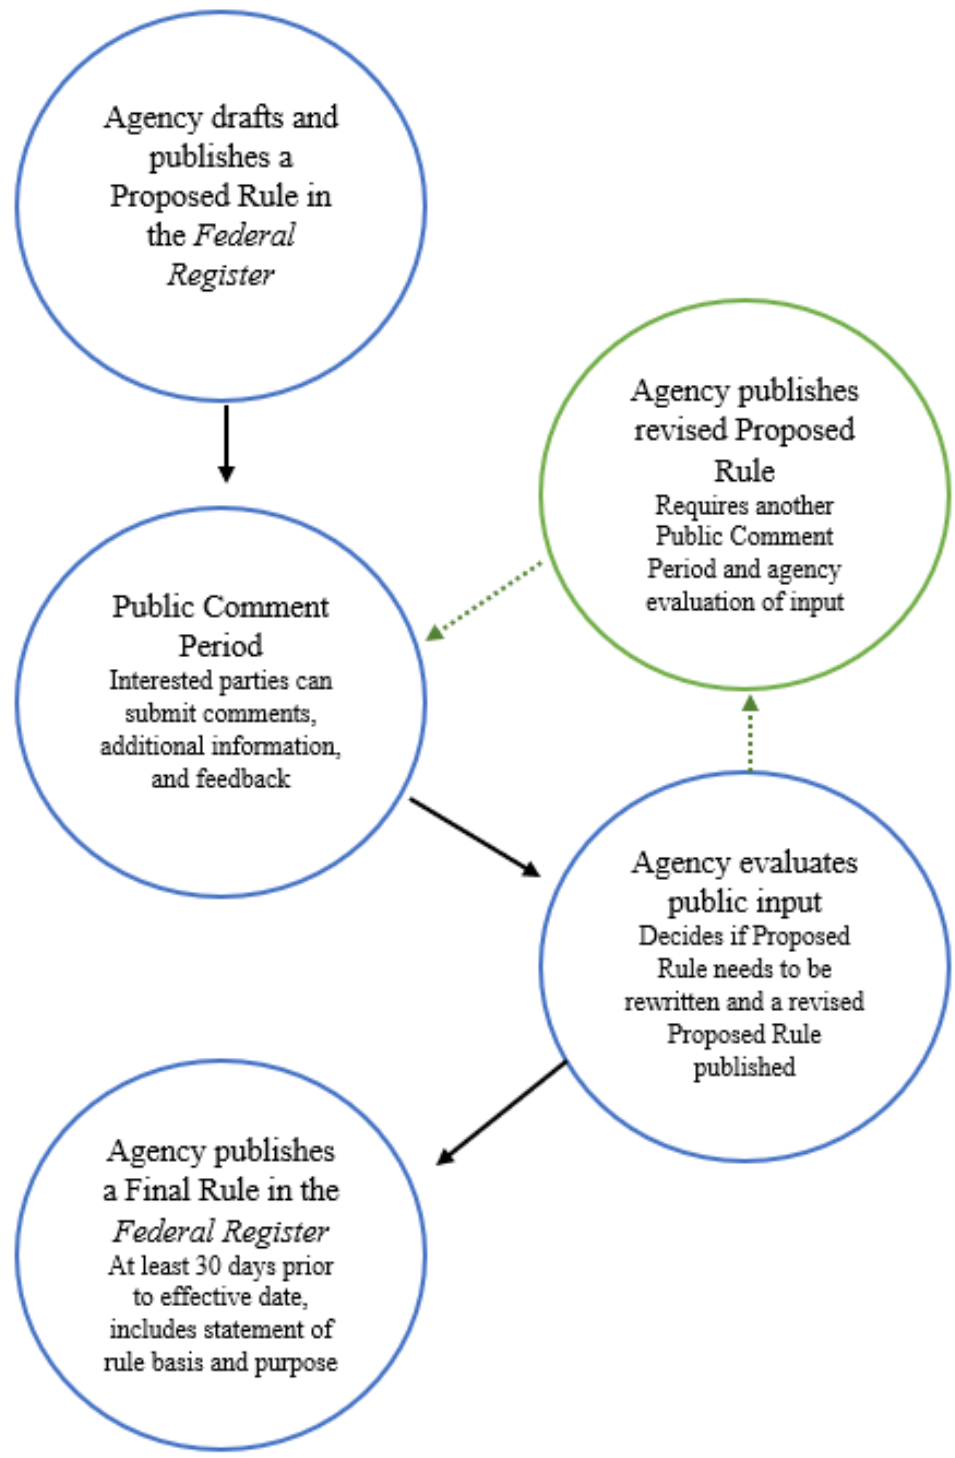 Agency drafts and
publishes a
Proposed Rule in
the Federal
Register
Public Comment
Period
Interested parties can
submit comments,
additional information,
and feedback
Agency evaluates
public input
Decides if Proposed
Rule needs to be
rewritten and a revised
Proposed Rule
published
Agency publishes
revised Proposed
Rule
Requires another
Public Comment
Period and agency
evaluation of input
Agency publishes
a Final Rule in the
Federal Register
At least 30 days prior
to effective date,
includes statement of
rule basis and purpose